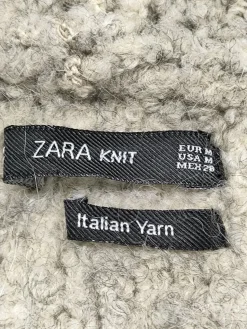 ZARA KNIT
EUR M
USA M
MEX 28
Italian Yarn